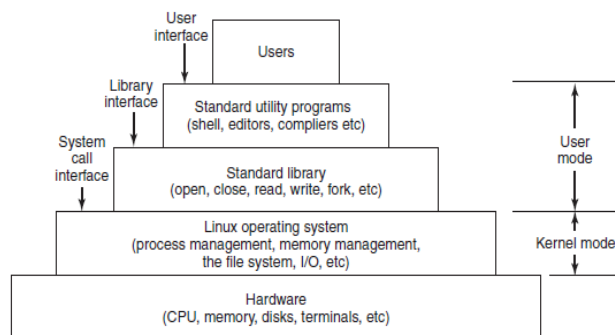 User
interface
Users
Library
interface
Standard utility programs
(shell, editors, compliers etc)
System
call
interface
Standard library
(open, close, read, write, fork, etc)
User
mode
Linux operating system
(process management, memory management,
the file system, I/O, etc)
Kernel mode
Hardware
(CPU, memory, disks, terminals, etc)